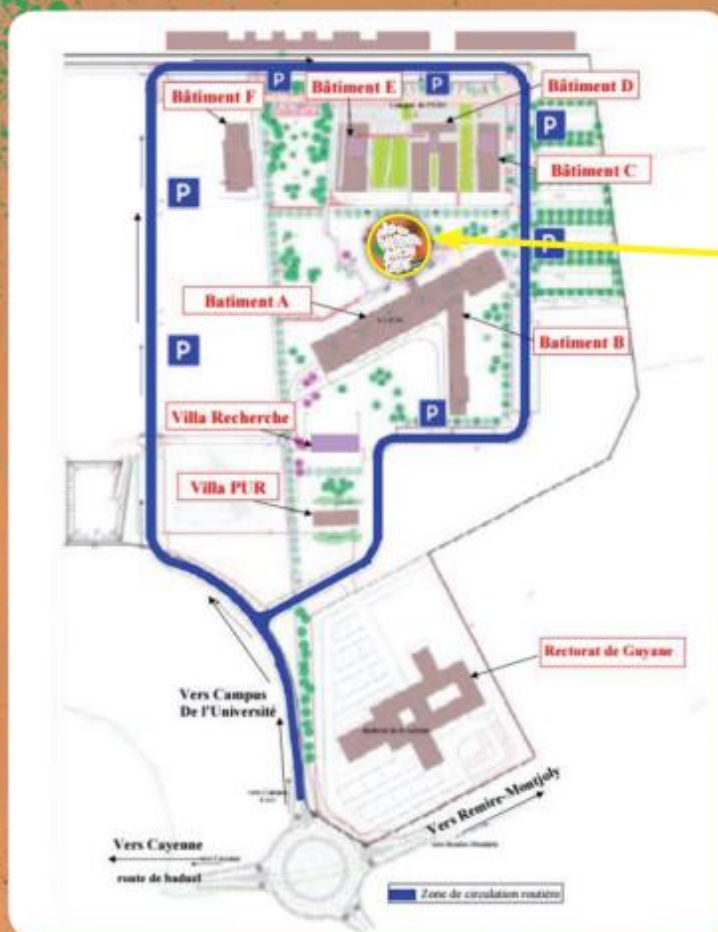 P
P
Bâtiment D
Bâtiment E
Bâtiment F
P
Bâtiment C
P
P
Batiment A
P
Batiment B
P
Villa Recherche
Villa PUR
Rectorat de Guyane
Vers Campus
De l'Université
Vers Remire-Montjoly
Vers Cayenne
route de baduel
Zone de circulation routière